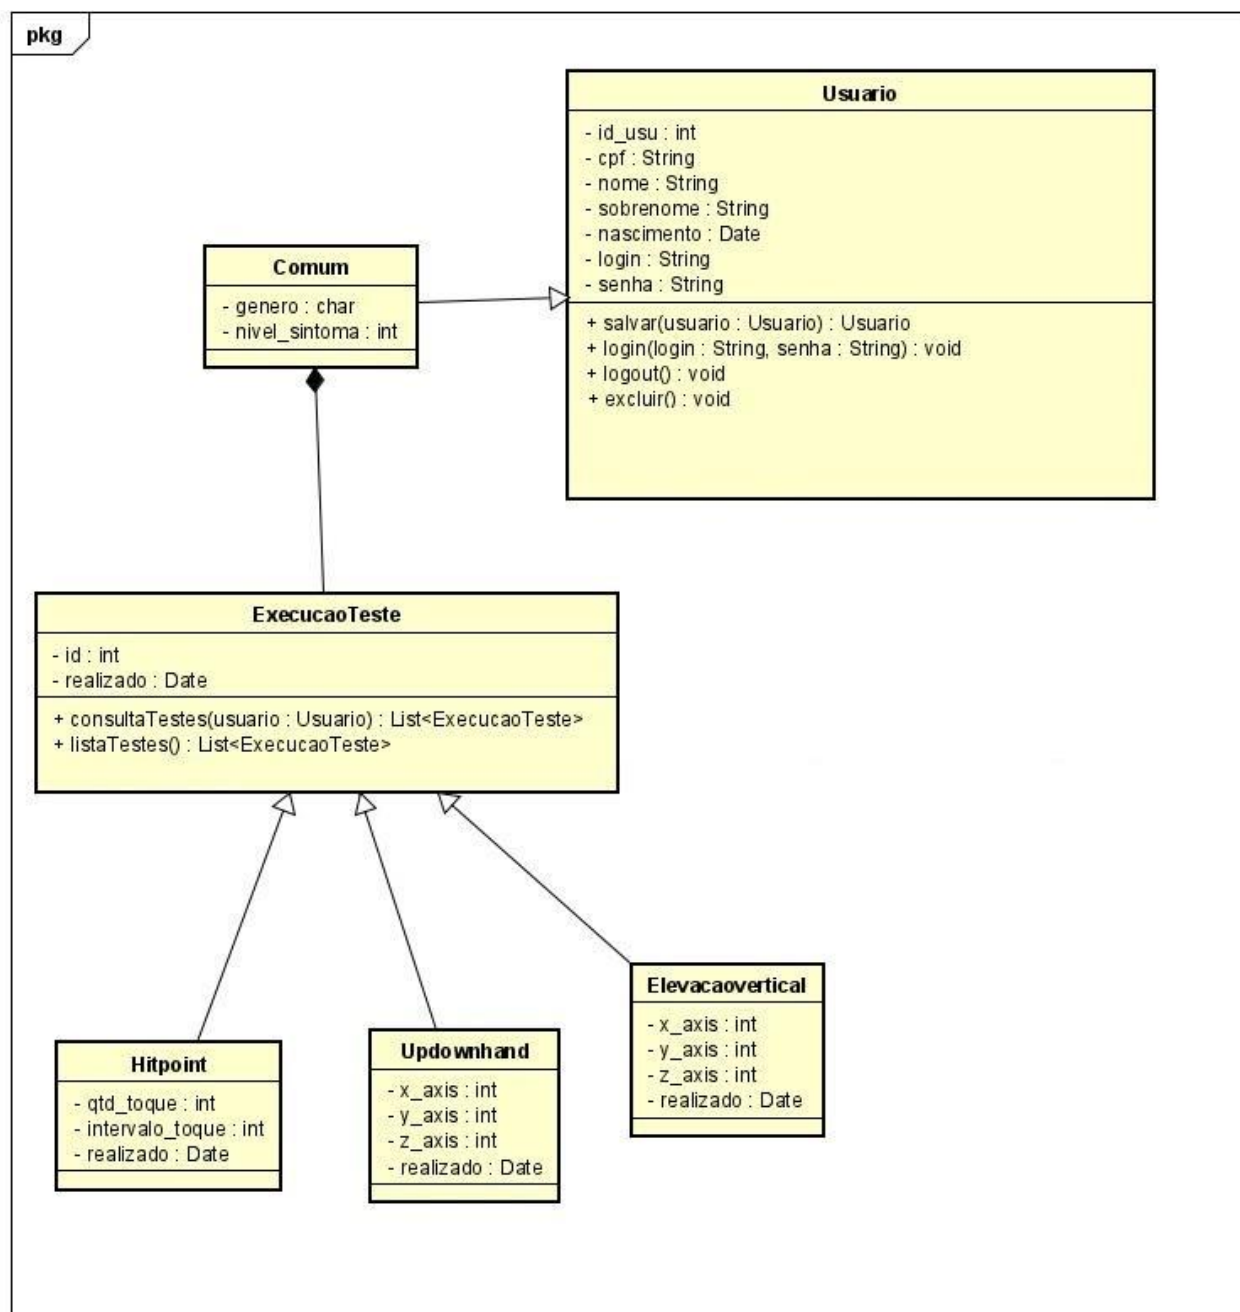 pkg
Usuario
- id_usu : int
- cpf : String
- nome : String
- sobrenome : String
- nascimento : Date
- login : String
- senha : String
+ salvar(usuario : Usuario) : Usuario
+ login(login : String, senha : String) : void
+ logout() : void
+ excluir() : void
Comum
- genero : char
- nivel_sintoma : int
ExecucaoTeste
- id : int
- realizado : Date
+ consultaTestes(usuario : Usuario) : List<ExecucaoTeste>
+ listaTestes() : List<ExecucaoTeste>
Hitpoint
- qtd_toque : int
- intervalo_toque : int
- realizado : Date
Updownhand
- x_axis : int
- y_axis : int
- z_axis : int
- realizado : Date
Elevacaovertical
- x_axis : int
- y_axis : int
- z_axis : int
- realizado : Date